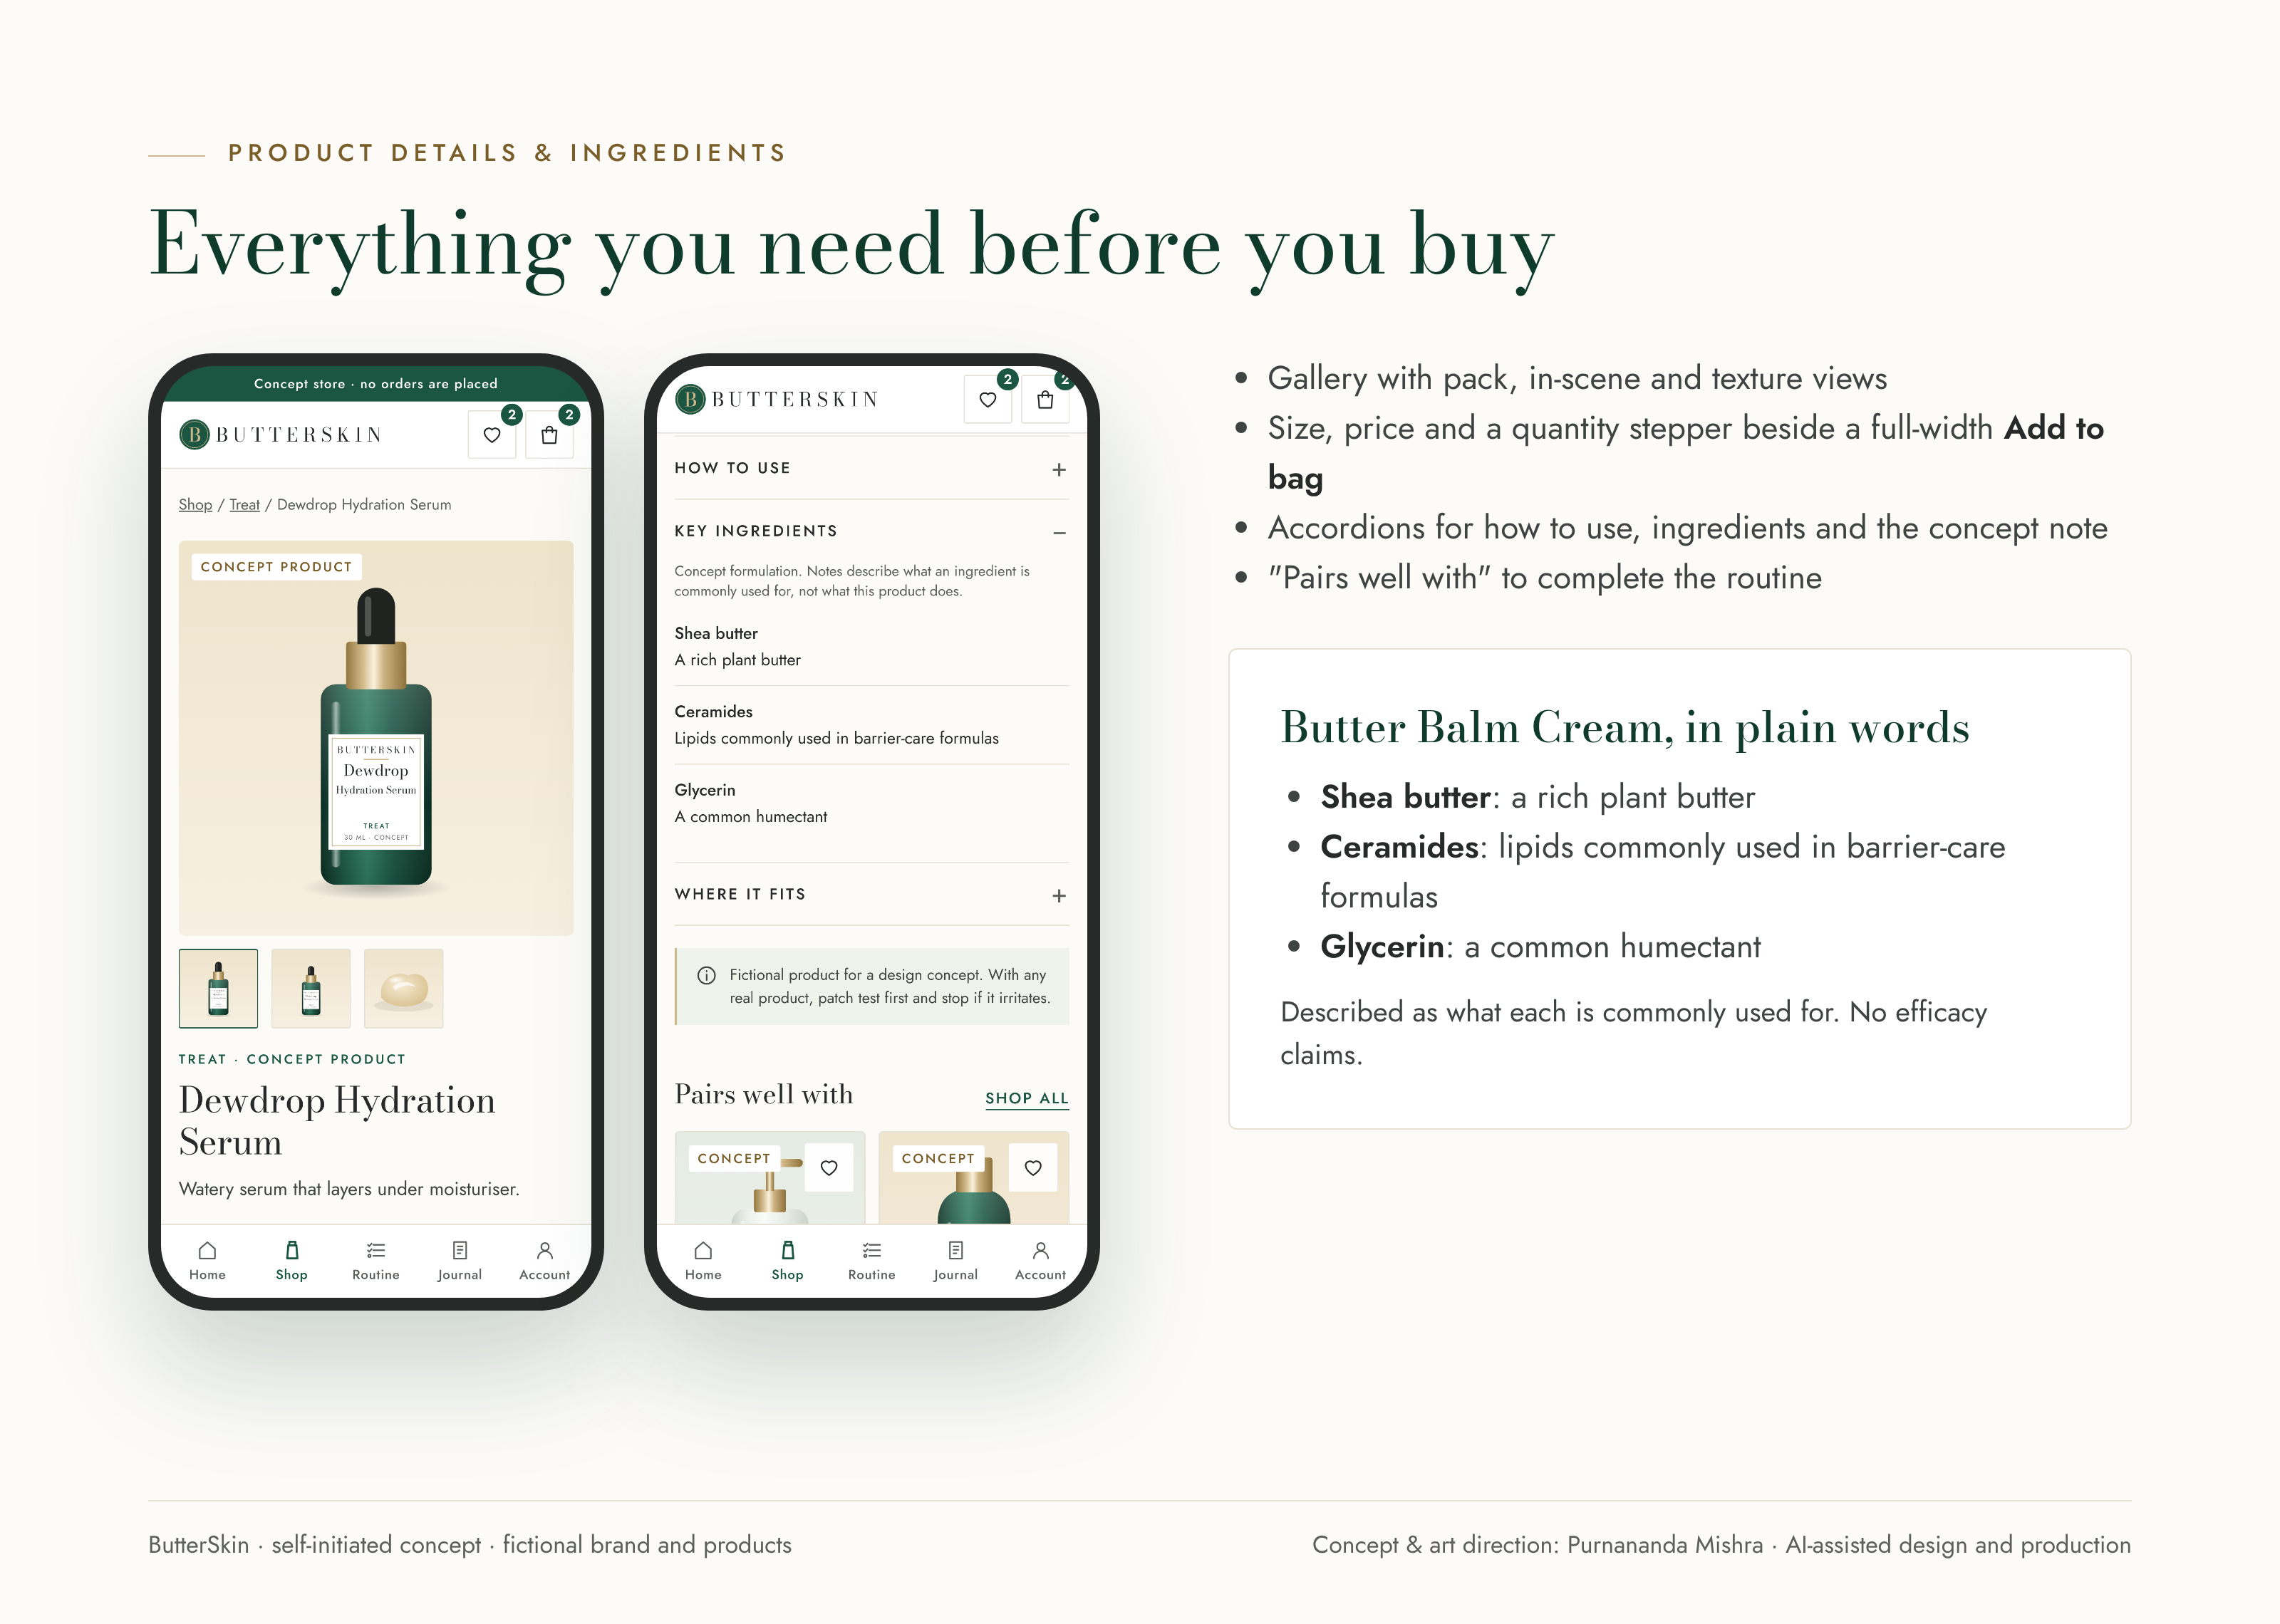 PRODUCT DETAILS & INGREDIENTS
Everything you need before you buy
Concept store · no orders are placed
B BUTTERSKIN
2
2
Shop / Treat / Dewdrop Hydration Serum
CONCEPT PRODUCT
BUTTERSKIN
Dewdrop
Hydration Serum
TREAT
30 ML · CONCEPT
TREAT · CONCEPT PRODUCT
Dewdrop Hydration
Serum
Watery serum that layers under moisturiser.
Home
Shop
Routine
Journal
Account
B BUTTERSKIN
2
2
HOW TO USE
KEY INGREDIENTS
Concept formulation. Notes describe what an ingredient is
commonly used for, not what this product does.
Shea butter
A rich plant butter
Ceramides
Lipids commonly used in barrier-care formulas
Glycerin
A common humectant
WHERE IT FITS
Fictional product for a design concept. With any
real product, patch test first and stop if it irritates.
Pairs well with
SHOP ALL
CONCEPT
CONCEPT
Home
Shop
Routine
Journal
Account
• Gallery with pack, in-scene and texture views
• Size, price and a quantity stepper beside a full-width Add to
bag
• Accordions for how to use, ingredients and the concept note
• "Pairs well with" to complete the routine
Butter Balm Cream, in plain words
• Shea butter: a rich plant butter
• Ceramides: lipids commonly used in barrier-care
formulas
• Glycerin: a common humectant
Described as what each is commonly used for. No efficacy
claims.
ButterSkin · self-initiated concept · fictional brand and products
Concept & art direction: Purnananda Mishra · AI-assisted design and production